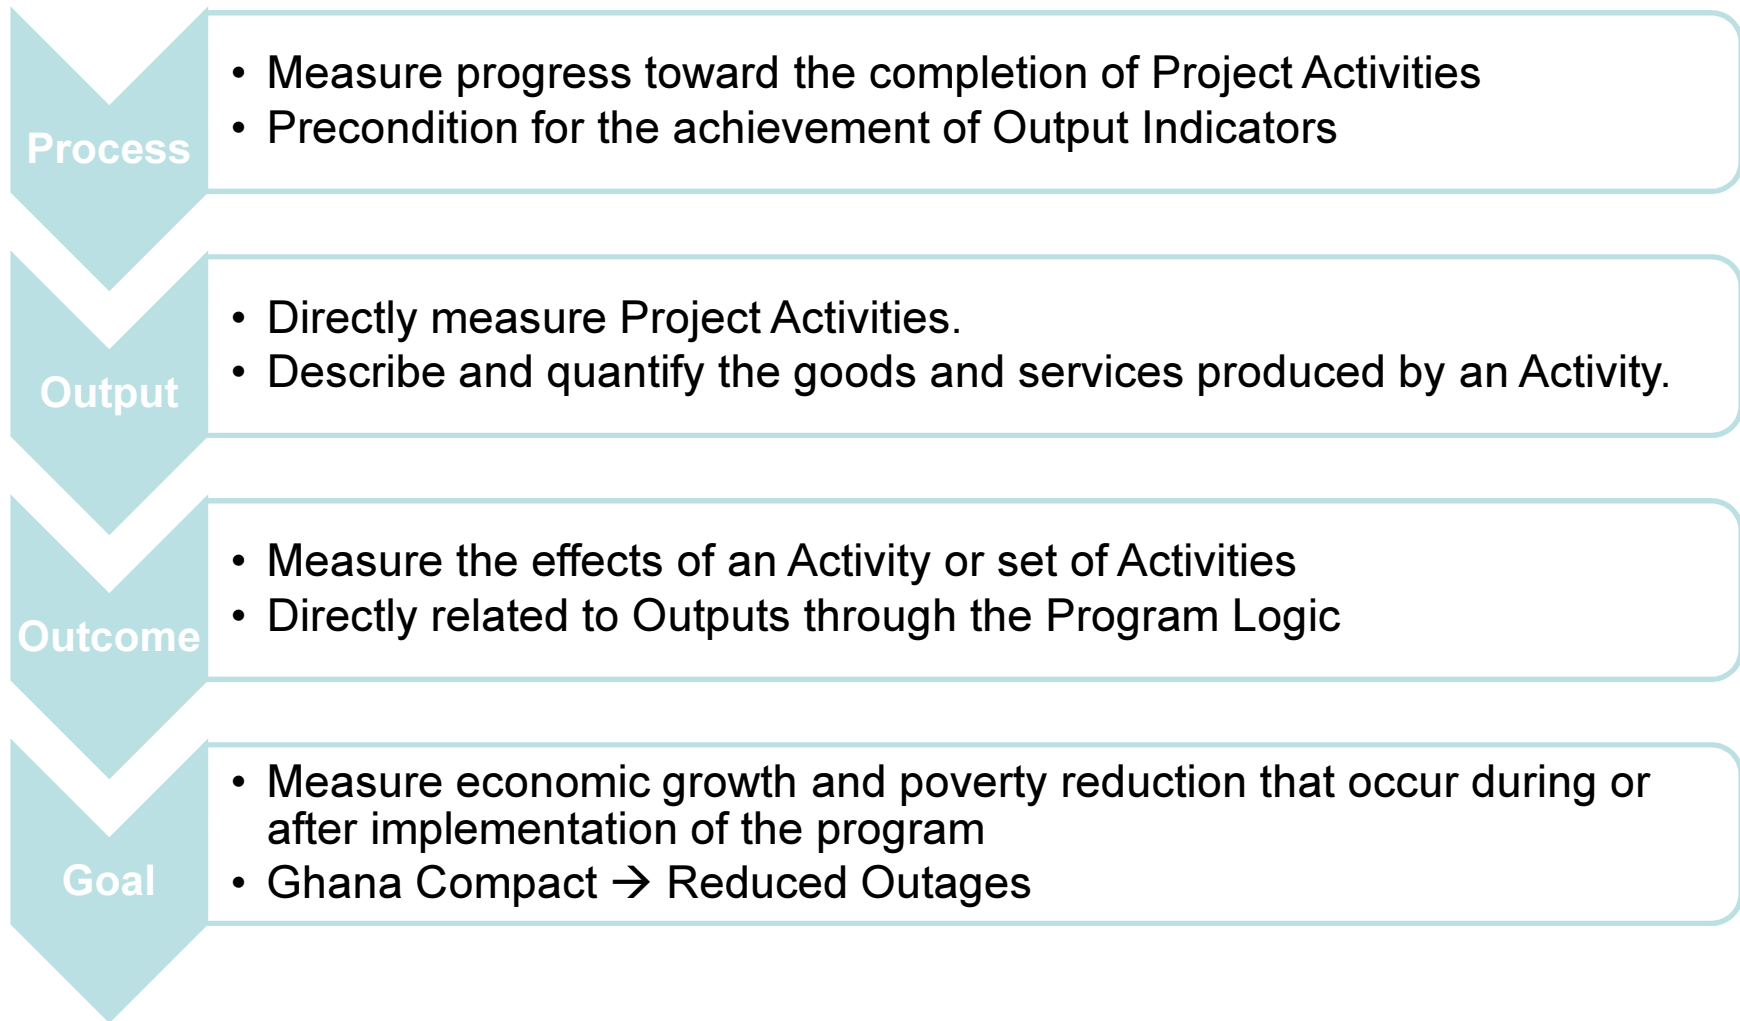 Process
• Measure progress toward the completion of Project Activities
• Precondition for the achievement of Output Indicators
Output
• Directly measure Project Activities.
• Describe and quantify the goods and services produced by an Activity.
Outcome
• Measure the effects of an Activity or set of Activities
• Directly related to Outputs through the Program Logic
Goal
• Measure economic growth and poverty reduction that occur during or
after implementation of the program
• Ghana Compact → Reduced Outages